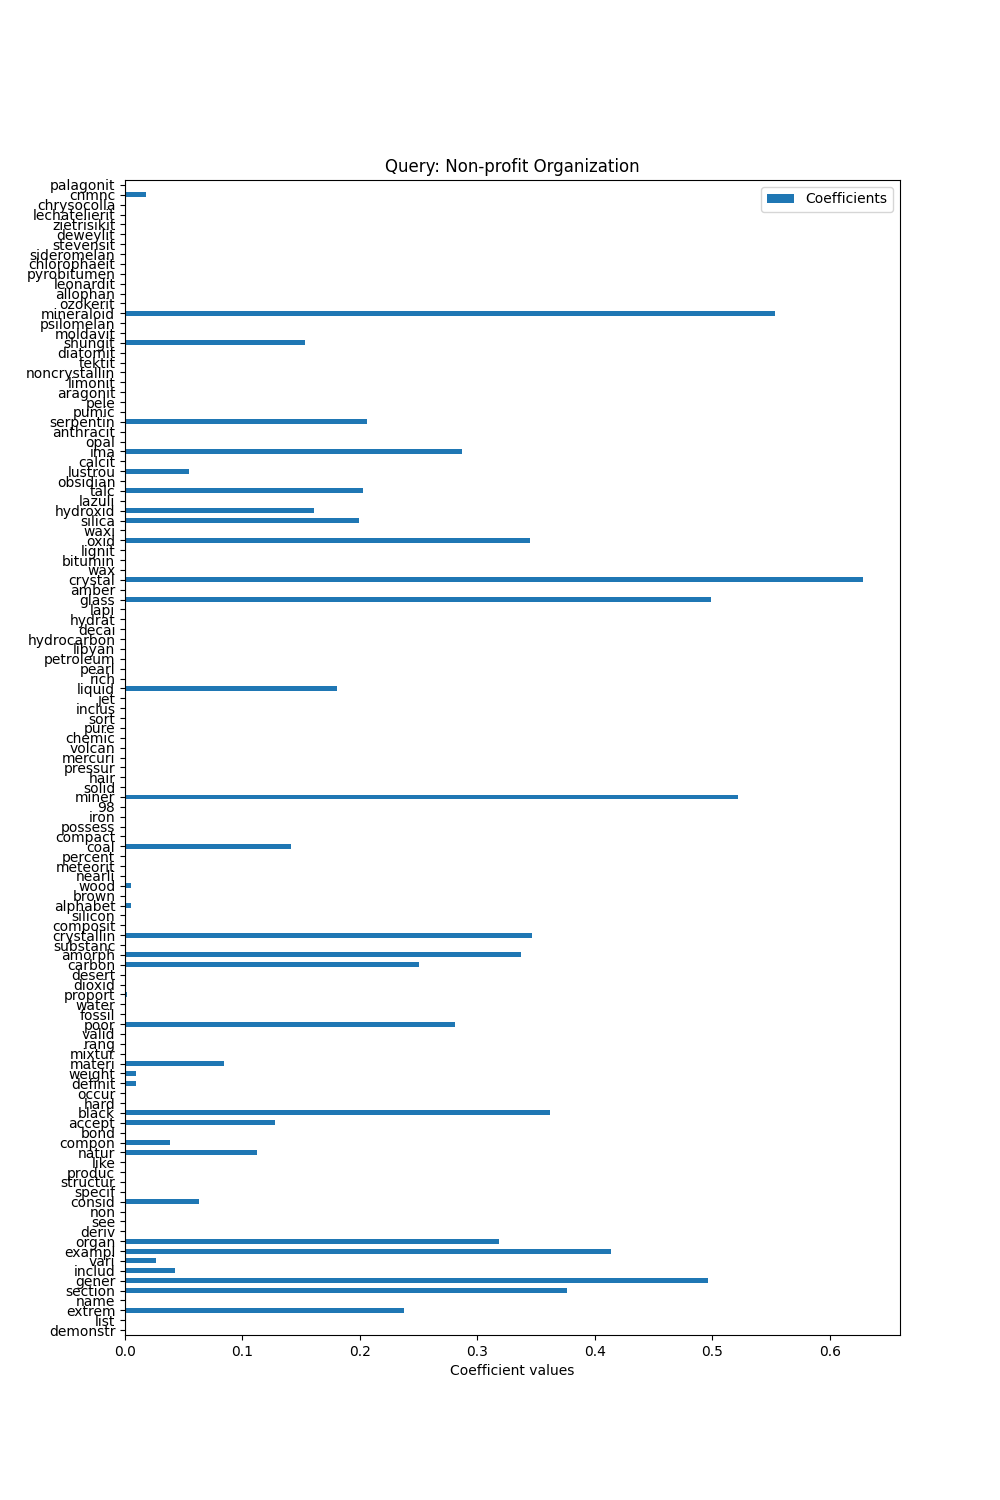 Query: Non-profit Organization
Coefficients
palagonit
cnmnc
chrysocolla
lechatelierit
zietrisikit
deweylit
stevensit
sideromelan
chlorophaeit
pyrobitumen
leonardit
allophan
ozokerit
mineraloid
psilomelan
moldavit
shungit
diatomit
tektit
noncrystallin
limonit
aragonit
pele
pumic
serpentin
anthracit
opal
ima
calcit
lustrou
obsidian
talc
lazuli
hydroxid
silica
waxi
oxid
lignit
bitumin
wax
crystal
amber
glass
lapi
hydrat
decai
hydrocarbon
libyan
petroleum
pearl
rich
liquid
jet
inclus
sort
pure
chemic
volcan
mercuri
pressur
hair
solid
miner
98
iron
possess
compact
coal
percent
meteorit
nearli
wood
brown
alphabet
silicon
composit
crystallin
substanc
amorph
carbon
desert
dioxid
proport
water
fossil
poor
valid
rang
mixtur
materi
weight
definit
occur
hard
black
accept
bond
compon
natur
like
produc
structur
specif
consid
non
see
deriv
organ
exampl
vari
includ
gener
section
name
extrem
list
demonstr
0.0 0.1 0.2 0.3 0.4 0.5 0.6
Coefficient values